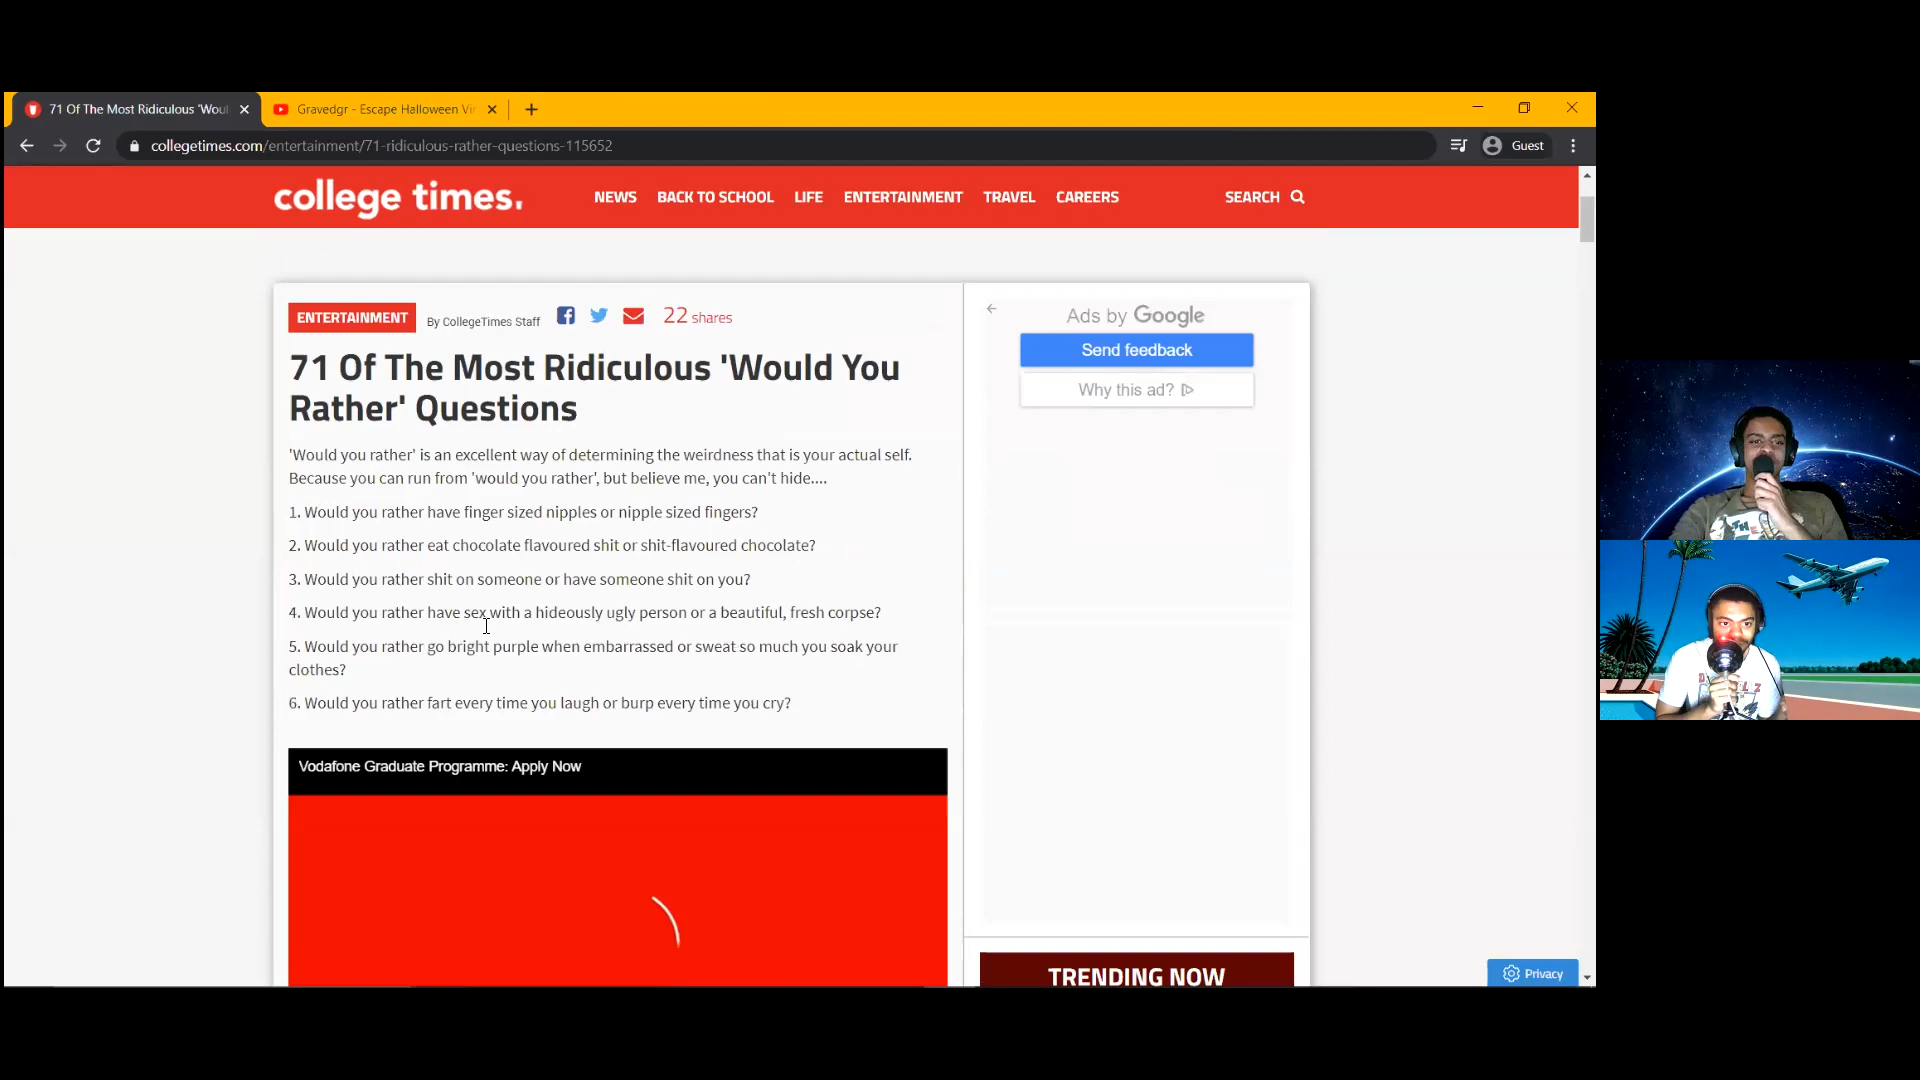 71 Of The Most Ridiculous 'Woul
Gravedgr - Escape Halloween Vir
collegetimes.com/entertainment/71-ridiculous-rather-questions-115652
Guest
college times.
NEWS BACK TO SCHOOL LIFE ENTERTAINMENT TRAVEL CAREERS SEARCH
ENTERTAINMENT By CollegeTimes Staff 22 shares
71 Of The Most Ridiculous 'Would You
Rather' Questions
'Would you rather' is an excellent way of determining the weirdness that is your actual self.
Because you can run from 'would you rather', but believe me, you can't hide....
1. Would you rather have finger sized nipples or nipple sized fingers?
2. Would you rather eat chocolate flavoured shit or shit-flavoured chocolate?
3. Would you rather shit on someone or have someone shit on you?
4. Would you rather have sex with a hideously ugly person or a beautiful, fresh corpse?
5. Would you rather go bright purple when embarrassed or sweat so much you soak your
clothes?
6. Would you rather fart every time you laugh or burp every time you cry?
Vodafone Graduate Programme: Apply Now
Ads by Google
Send feedback
Why this ad?
TRENDING NOW
Privacy